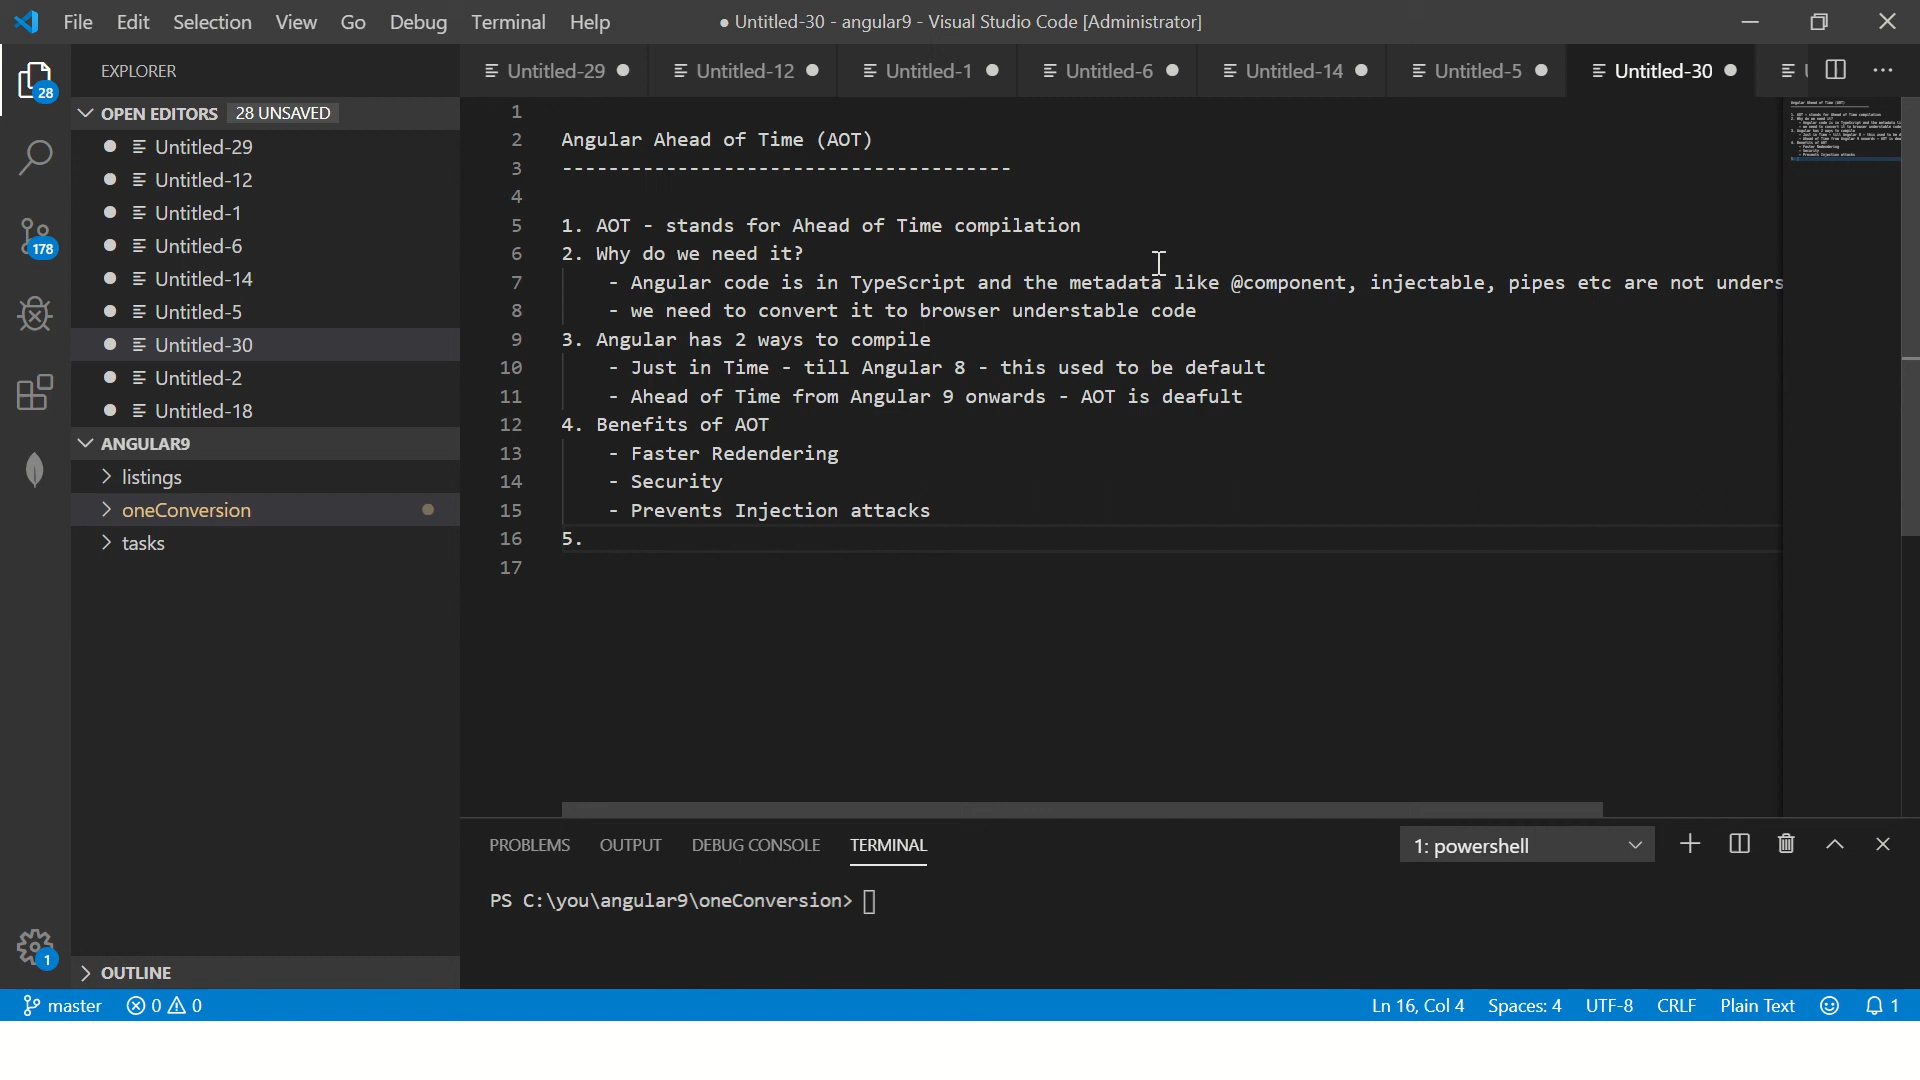 File Edit Selection View Go Debug Terminal Help ● Untitled-30 - angular9 - Visual Studio Code [Administrator]
EXPLORER
Untitled-29 Untitled-12 Untitled-1 Untitled-6 Untitled-14 Untitled-5 Untitled-30
28
178
1
OPEN EDITORS 28 UNSAVED
Untitled-29
Untitled-12
Untitled-1
Untitled-6
Untitled-14
Untitled-5
Untitled-30
Untitled-2
Untitled-18
ANGULAR9
listings
oneConversion
tasks
OUTLINE
1
2 Angular Ahead of Time (AOT)
3 ---------------------------------------
4
5 1. AOT - stands for Ahead of Time compilation
6 2. Why do we need it?
7 - Angular code is in TypeScript and the metadata like @component, injectable, pipes etc are not unders
8 - we need to convert it to browser understable code
9 3. Angular has 2 ways to compile
10 - Just in Time - till Angular 8 - this used to be default
11 - Ahead of Time from Angular 9 onwards - AOT is deafult
12 4. Benefits of AOT
13 - Faster Redendering
14 - Security
15 - Prevents Injection attacks
16 5.
17
PROBLEMS OUTPUT DEBUG CONSOLE TERMINAL 1: powershell
PS C:\you\angular9\oneConversion>
master 0 0 Ln 16, Col 4 Spaces: 4 UTF-8 CRLF Plain Text 1